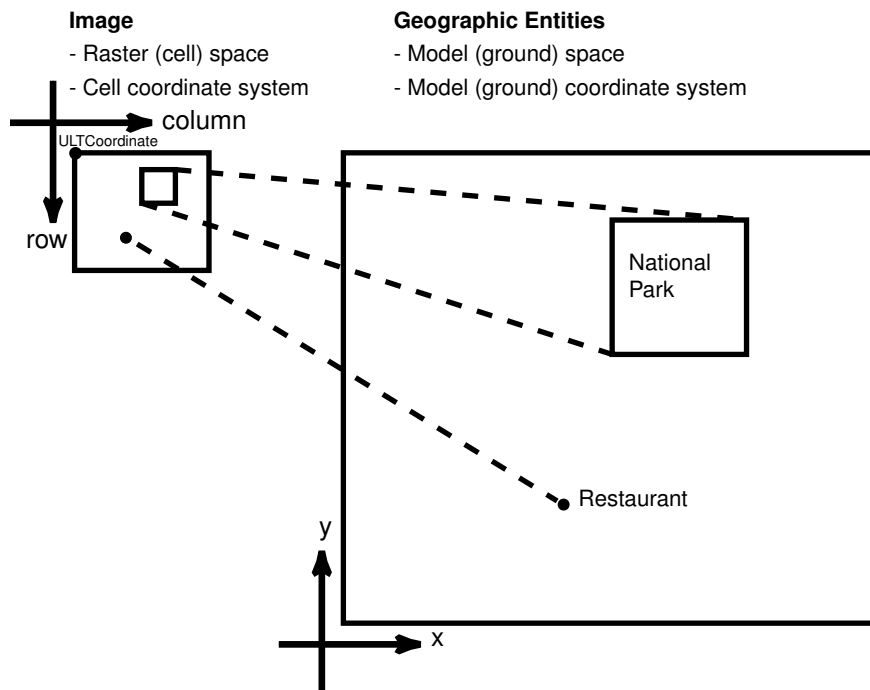 Image
- Raster (cell) space
- Cell coordinate system
Geographic Entities
- Model (ground) space
- Model (ground) coordinate system
column
ULTCoordinate
row
National
Park
Restaurant
y
x